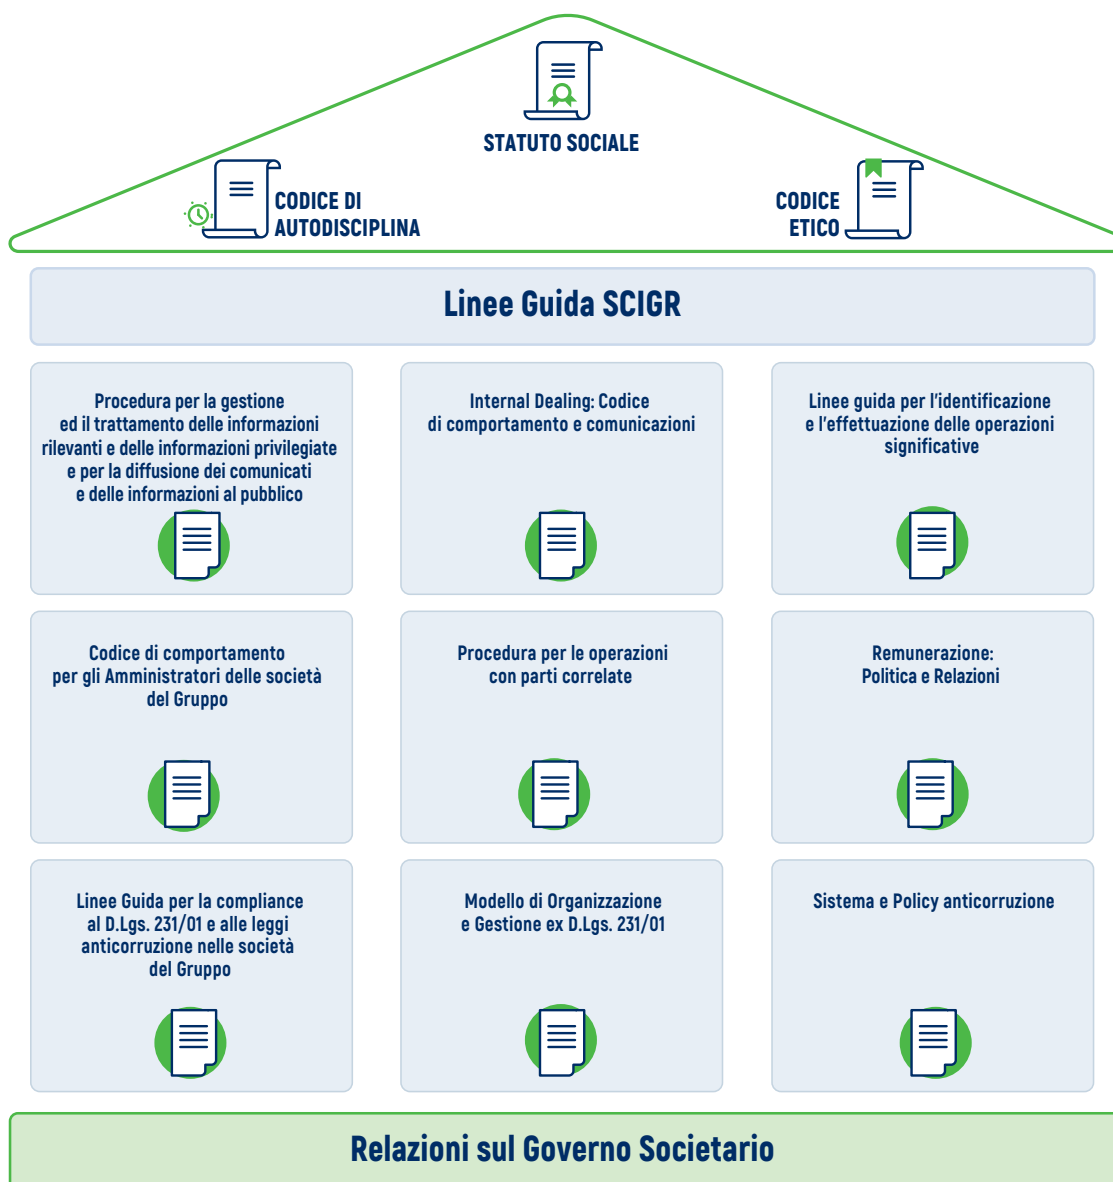 STATUTO SOCIALE
CODICE DI
AUTODISCIPLINA
CODICE
ETICO
Linee Guida SCIGR
Procedura per la gestione
ed il trattamento delle informazioni
rilevanti e delle informazioni privilegiate
e per la diffusione dei comunicati
e delle informazioni al pubblico
Internal Dealing: Codice
di comportamento e comunicazioni
Linee guida per l'identificazione
e l'effettuazione delle operazioni
significative
Codice di comportamento
per gli Amministratori delle società
del Gruppo
Procedura per le operazioni
con parti correlate
Remunerazione:
Politica e Relazioni
Linee Guida per la compliance
al D.Lgs. 231/01 e alle leggi
anticorruzione nelle società
del Gruppo
Modello di Organizzazione
e Gestione ex D.Lgs. 231/01
Sistema e Policy anticorruzione
Relazioni sul Governo Societario